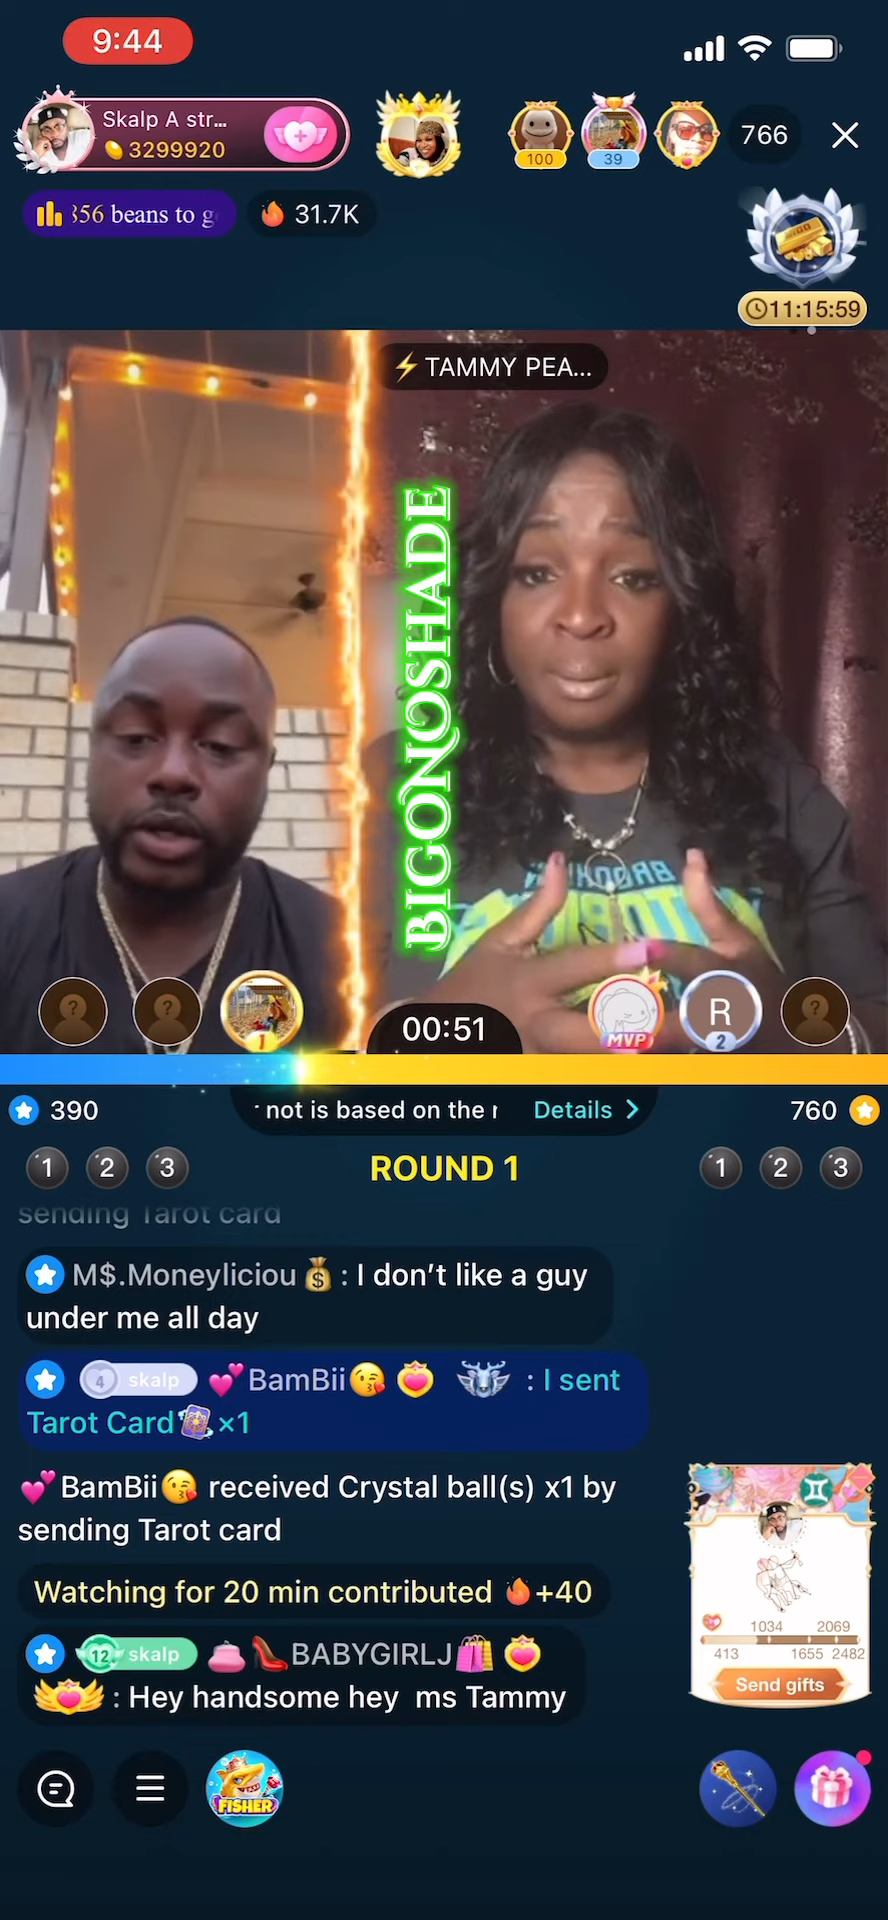 9:44
Skalp A str...
3299920
100
39
766
356 beans to g
31.7K
11:15:59
TAMMY PEA...
BIGONOSHADE
1
00:51
MVP
R
2
390
not is based on the r
Details
760
1 2 3
ROUND 1
1 2 3
sending Tarot card
M$.Moneyliciou : I don't like a guy
under me all day
4 skalp BamBii : I sent
Tarot Card ×1
BamBii received Crystal ball(s) x1 by
sending Tarot card
Watching for 20 min contributed +40
12 skalp BABYGIRLJ
: Hey handsome hey ms Tammy
1034 2069
413 1655 2482
Send gifts
FISHER